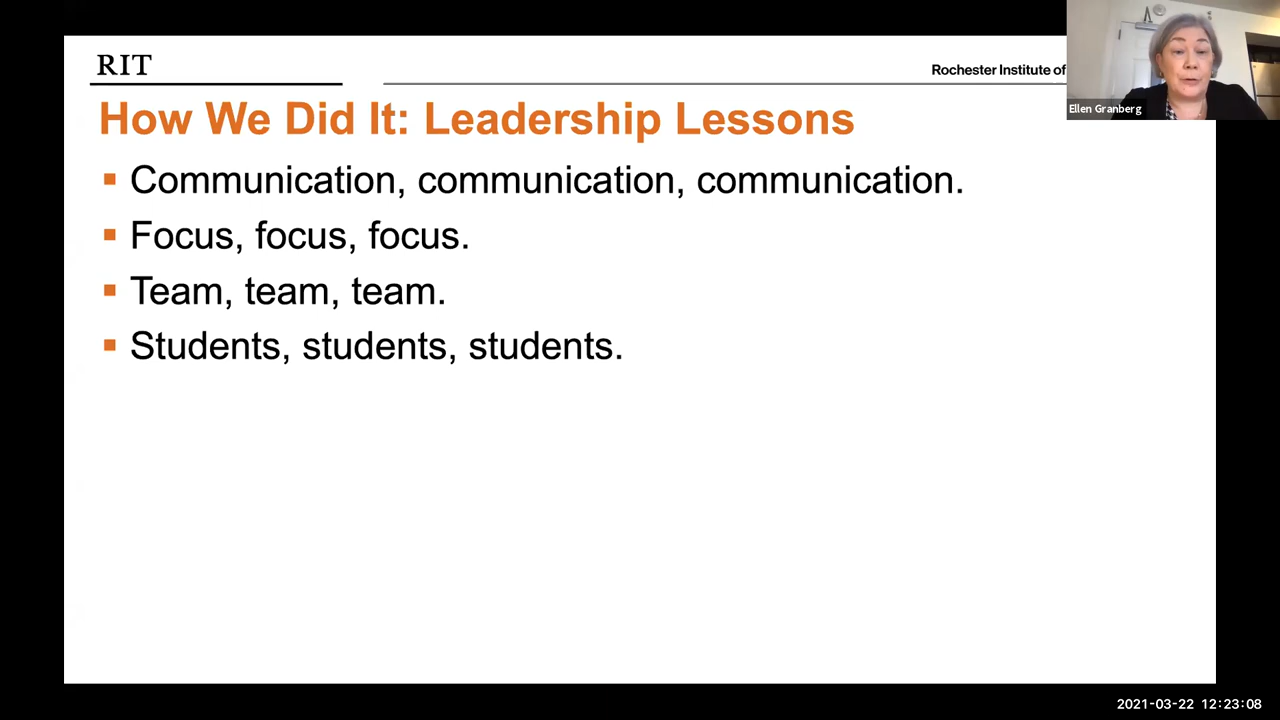 RIT
Rochester Institute of
Ellen Granberg
How We Did It: Leadership Lessons
▪ Communication, communication, communication.
▪ Focus, focus, focus.
▪ Team, team, team.
▪ Students, students, students.
2021-03-22 12:23:08